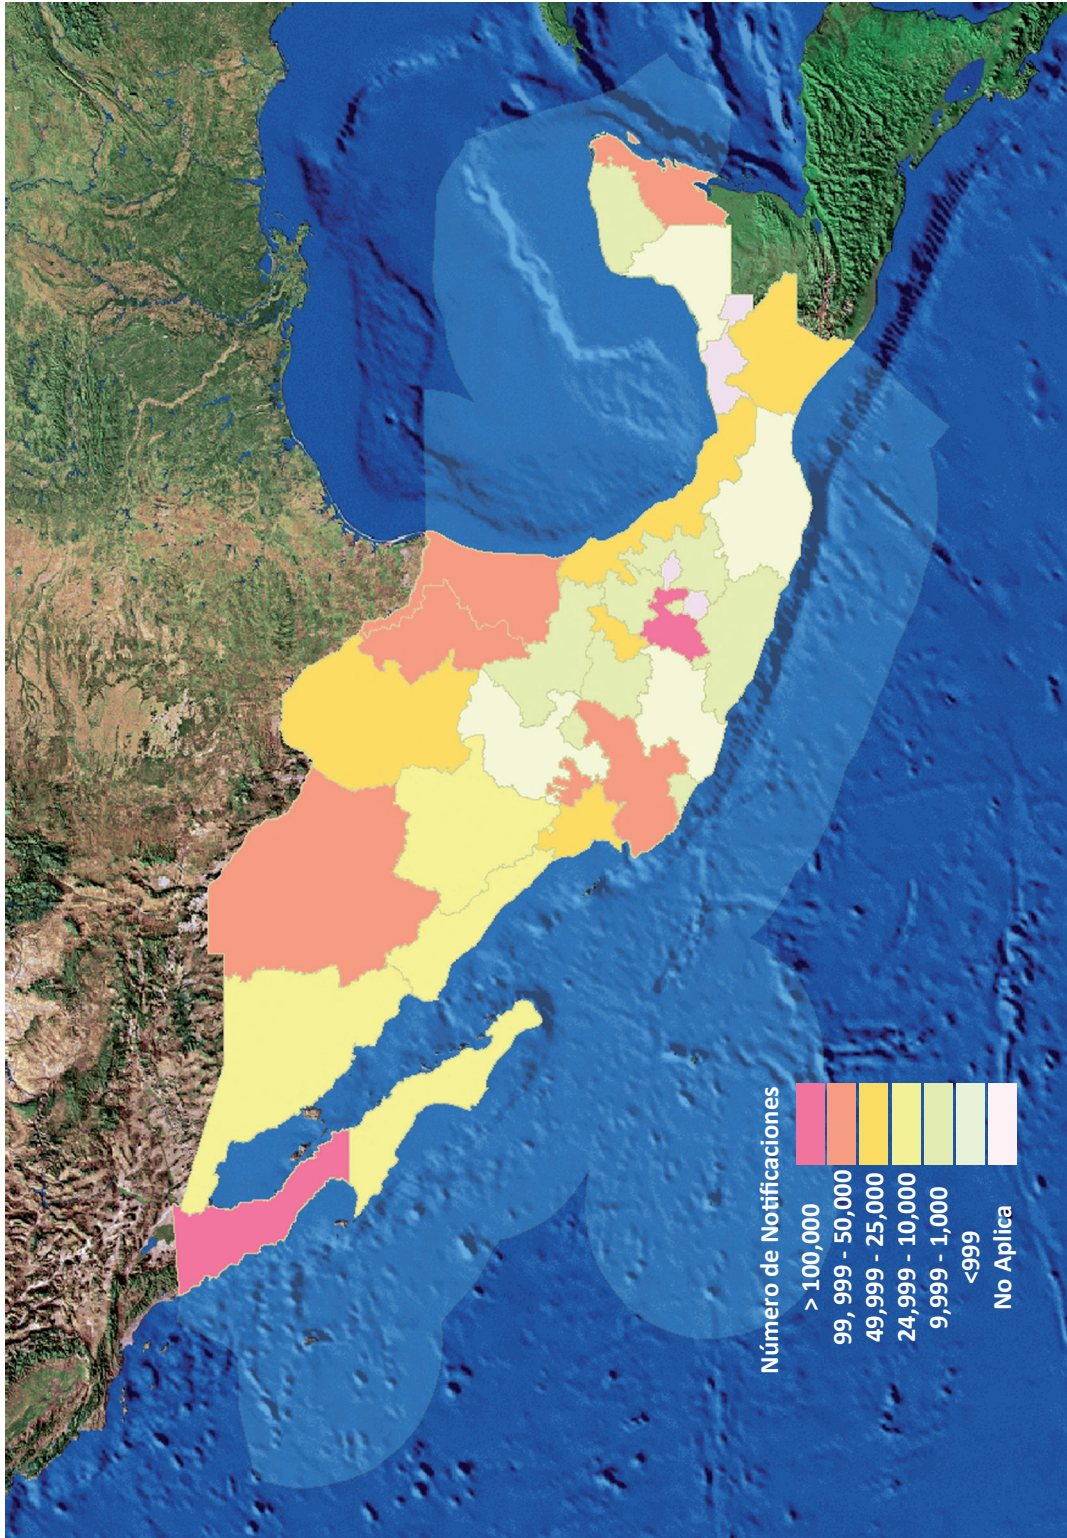 Número de Notificaciones
> 100,000
99, 999 - 50,000
49,999 - 25,000
24,999 - 10,000
9,999 - 1,000
<999
No Aplica